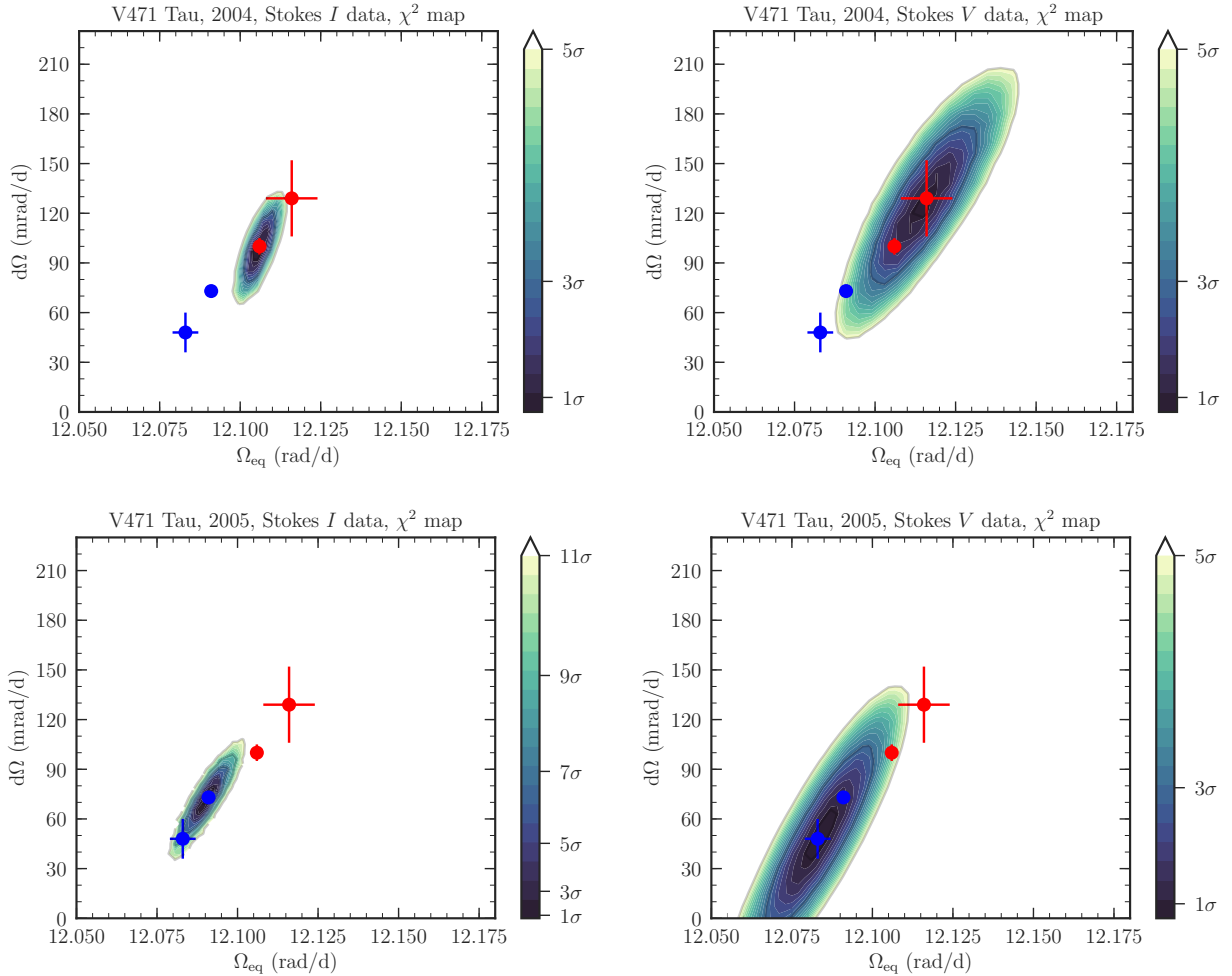 V471 Tau, 2004, Stokes I data, χ² map
5σ
3σ
1σ
210
180
150
120
90
60
30
0
dΩ (mrad/d)
12.050 12.075 12.100 12.125 12.150 12.175
Ω_eq (rad/d)
V471 Tau, 2004, Stokes V data, χ² map
5σ
3σ
1σ
210
180
150
120
90
60
30
0
dΩ (mrad/d)
12.050 12.075 12.100 12.125 12.150 12.175
Ω_eq (rad/d)
V471 Tau, 2005, Stokes I data, χ² map
11σ
9σ
7σ
5σ
3σ
1σ
210
180
150
120
90
60
30
0
dΩ (mrad/d)
12.050 12.075 12.100 12.125 12.150 12.175
Ω_eq (rad/d)
V471 Tau, 2005, Stokes V data, χ² map
5σ
3σ
1σ
210
180
150
120
90
60
30
0
dΩ (mrad/d)
12.050 12.075 12.100 12.125 12.150 12.175
Ω_eq (rad/d)